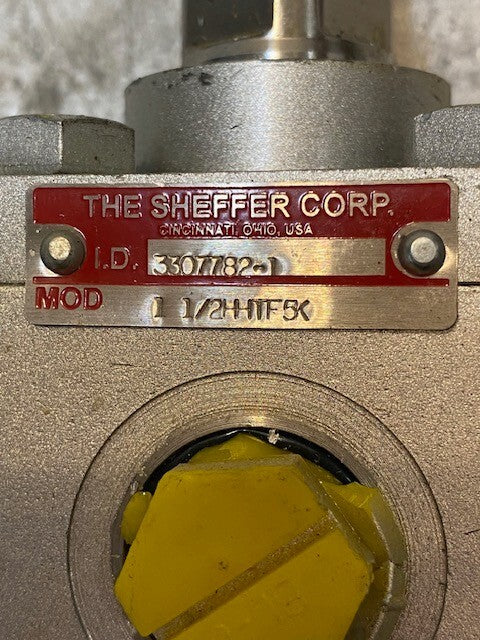 THE SHEFFER CORP.
CINCINNATI, OHIO, USA
I.D. 3307782-1
MOD 1 1/2HHTF5K